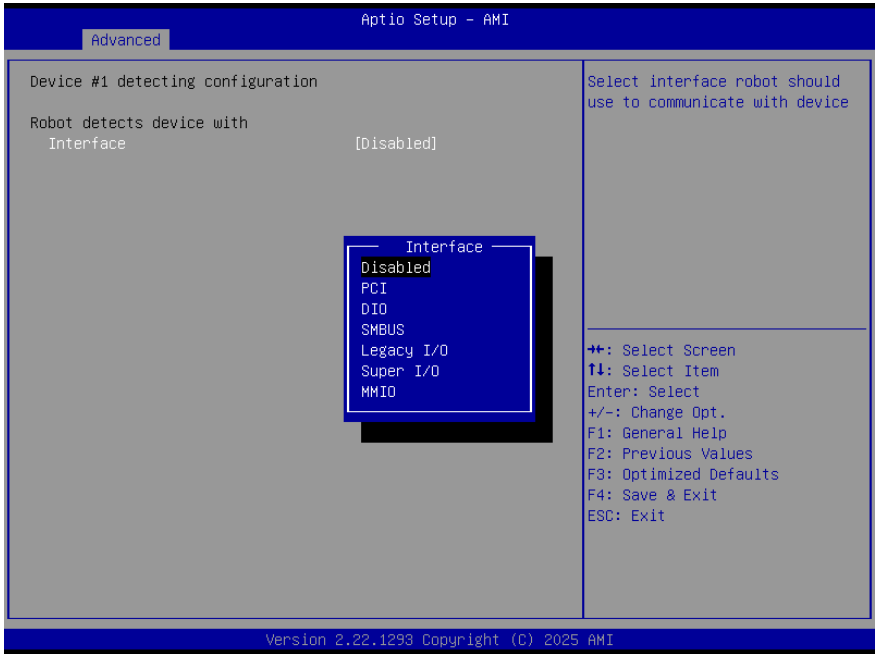 Aptio Setup – AMI
Advanced
Device #1 detecting configuration
Robot detects device with
Interface [Disabled]
Interface
Disabled
PCI
DIO
SMBUS
Legacy I/O
Super I/O
MMIO
Select interface robot should
use to communicate with device
→←: Select Screen
↑↓: Select Item
Enter: Select
+/-: Change Opt.
F1: General Help
F2: Previous Values
F3: Optimized Defaults
F4: Save & Exit
ESC: Exit
Version 2.22.1293 Copyright (C) 2025 AMI